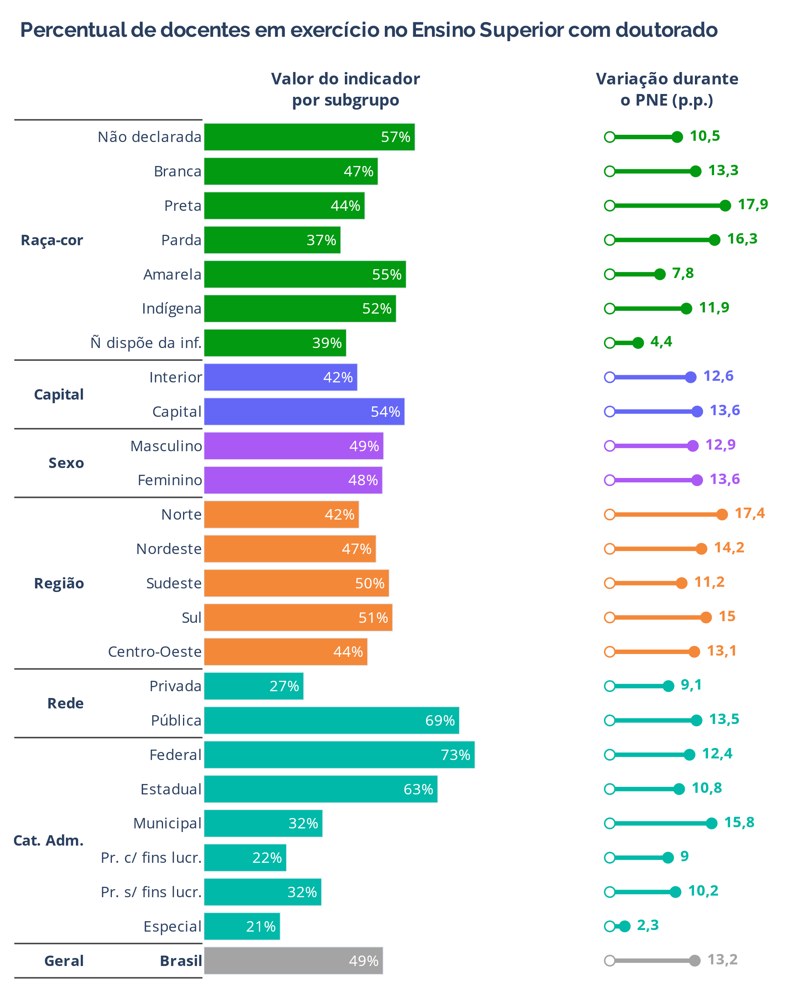 Percentual de docentes em exercício no Ensino Superior com doutorado
Valor do indicador
por subgrupo
Variação durante
o PNE (p.p.)
Raça-cor
Não declarada 57% 10,5
Branca 47% 13,3
Preta 44% 17,9
Parda 37% 16,3
Amarela 55% 7,8
Indígena 52% 11,9
Ñ dispõe da inf. 39% 4,4
Capital
Interior 42% 12,6
Capital 54% 13,6
Sexo
Masculino 49% 12,9
Feminino 48% 13,6
Região
Norte 42% 17,4
Nordeste 47% 14,2
Sudeste 50% 11,2
Sul 51% 15
Centro-Oeste 44% 13,1
Rede
Privada 27% 9,1
Pública 69% 13,5
Cat. Adm.
Federal 73% 12,4
Estadual 63% 10,8
Municipal 32% 15,8
Pr. c/ fins lucr. 22% 9
Pr. s/ fins lucr. 32% 10,2
Especial 21% 2,3
Geral Brasil 49% 13,2